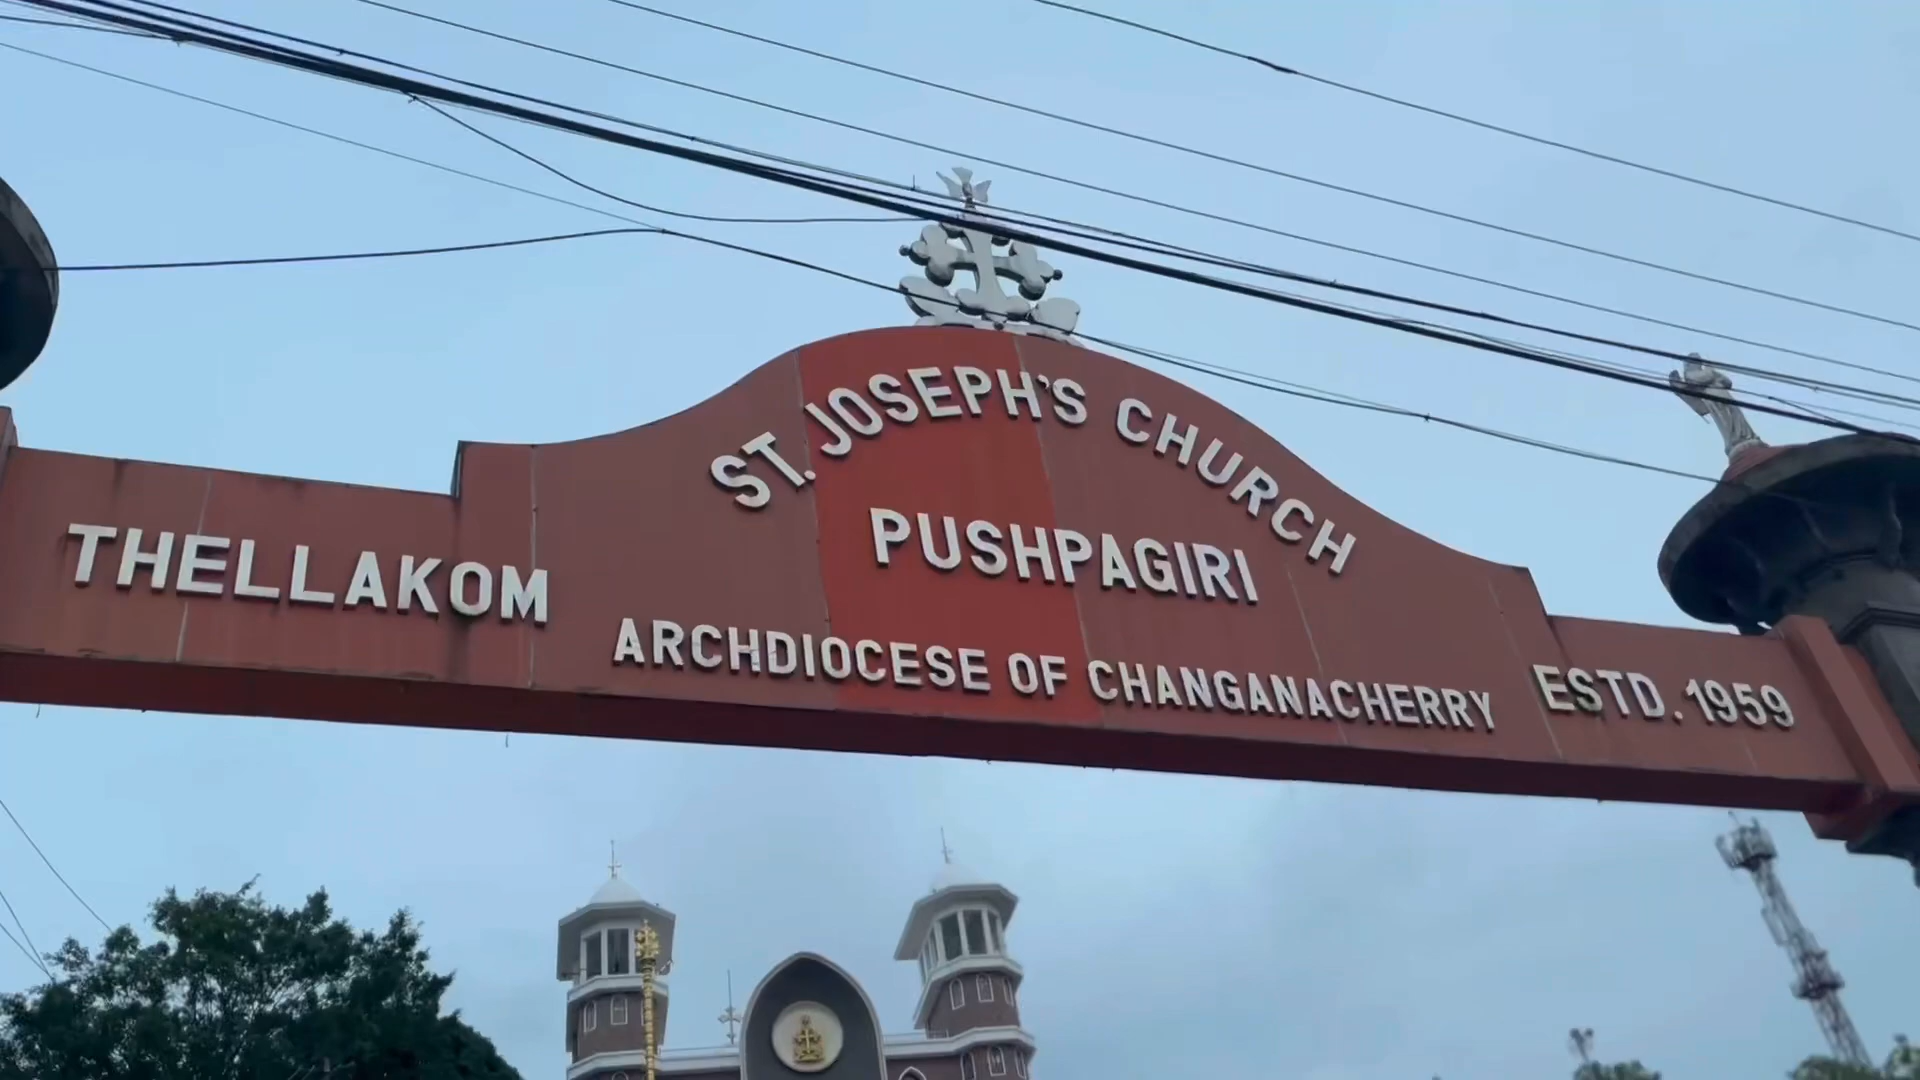 ST. JOSEPH'S CHURCH
PUSHPAGIRI
THELLAKOM
ARCHDIOCESE OF CHANGANACHERRY
ESTD. 1959